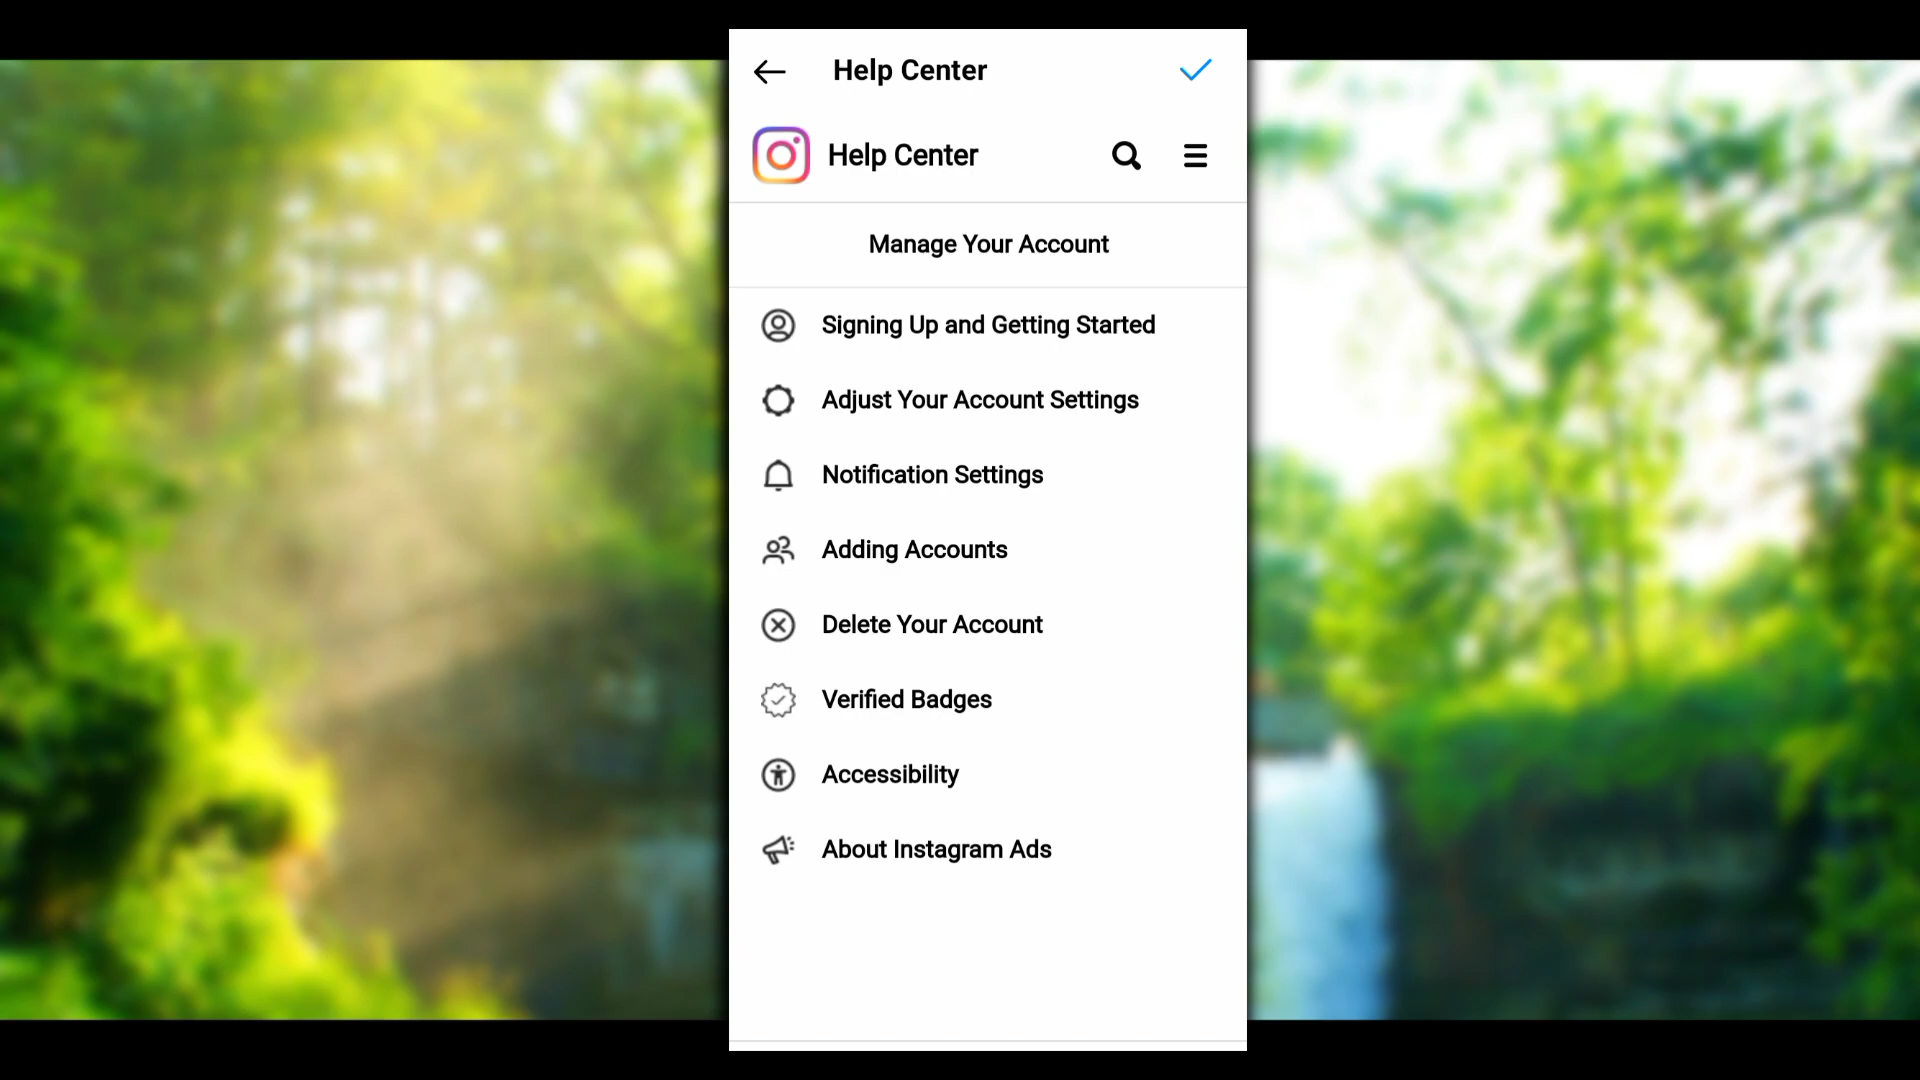 Help Center
Help Center
Manage Your Account
Signing Up and Getting Started
Adjust Your Account Settings
Notification Settings
Adding Accounts
Delete Your Account
Verified Badges
Accessibility
About Instagram Ads